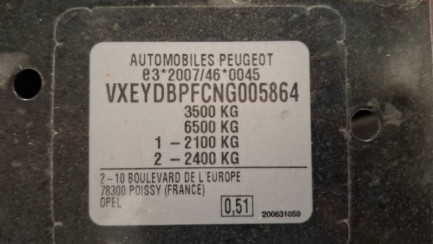 AUTOMOBILES PEUGEOT
e3*2007/46*0045
VXEYDBPFCNG005864
3500 KG
6500 KG
1 - 2100 KG
2 - 2400 KG
2-10 BOULEVARD DE L'EUROPE
78300 POISSY (FRANCE)
OPEL
0,51
200631059